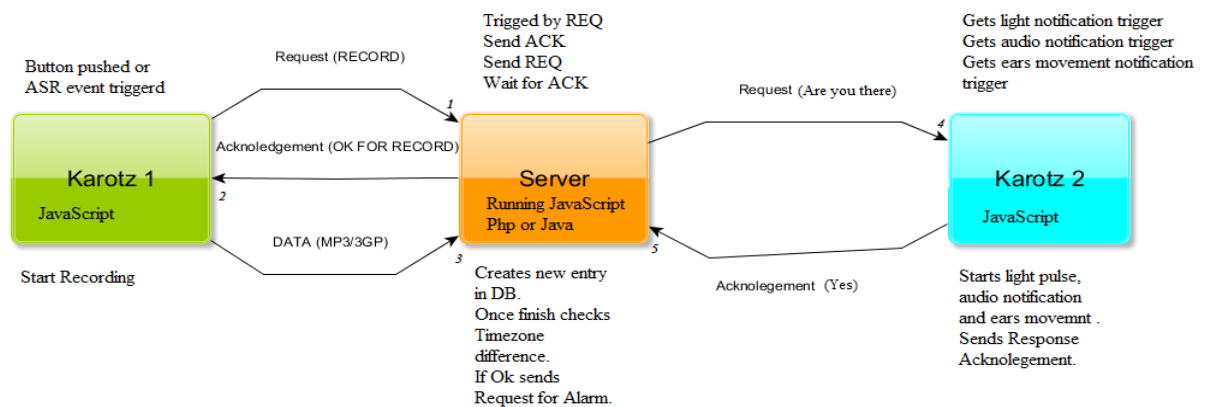 Button pushed or
ASR event triggerd
Request (RECORD)
1
Acknoledgement (OK FOR RECORD)
2
DATA (MP3/3GP)
3
Karotz 1
JavaScript
Start Recording
Trigged by REQ
Send ACK
Send REQ
Wait for ACK
Server
Running JavaScript
Php or Java
Creates new entry
in DB.
Once finish checks
Timezone
difference.
If Ok sends
Request for Alarm.
Request (Are you there)
4
Acknolegement (Yes)
5
Gets light notification trigger
Gets audio notification trigger
Gets ears movement notification
trigger
Karotz 2
JavaScript
Starts light pulse,
audio notification
and ears movemnt .
Sends Response
Acknolegement.